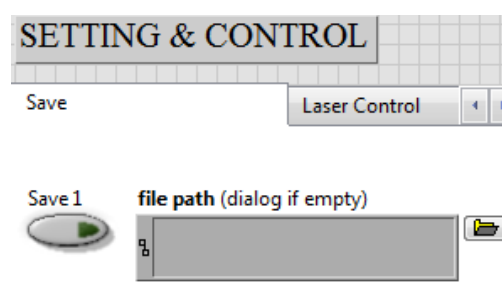 SETTING & CONTROL
Save
Laser Control
Save 1
file path (dialog if empty)